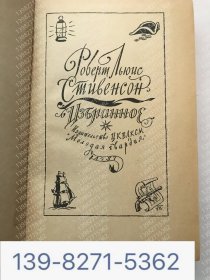 Роберт Льюис
Стивенсон
Избранное
Издательство ЦК ВЛКСМ
"Молодая гвардия"
139-8271-5362